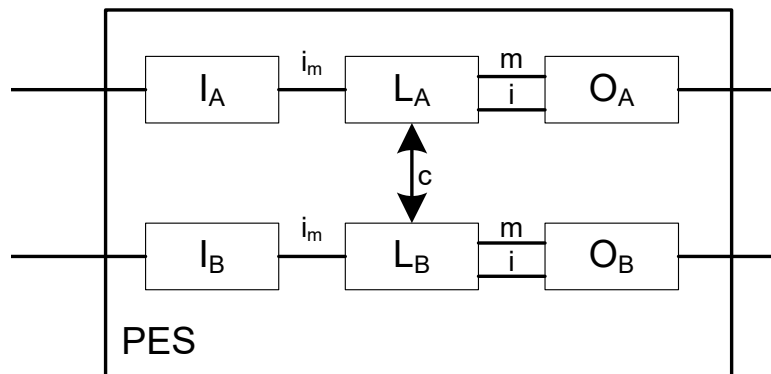 i_m m
I_A L_A i O_A
c
i_m m
I_B L_B i O_B
PES